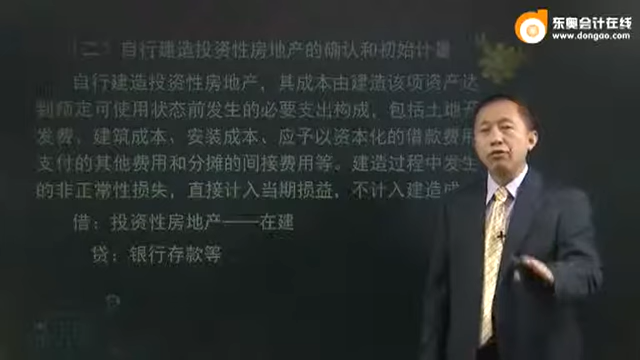 东奥会计在线
www.dongao.com
（二）自行建造投资性房地产的确认和初始计量
自行建造投资性房地产，其成本由建造该项资产达
到预定可使用状态前发生的必要支出构成，包括土地开
发费、建筑成本、安装成本、应予以资本化的借款费用
支付的其他费用和分摊的间接费用等。建造过程中发生
的非正常性损失，直接计入当期损益，不计入建造成
借：投资性房地产——在建
贷：银行存款等